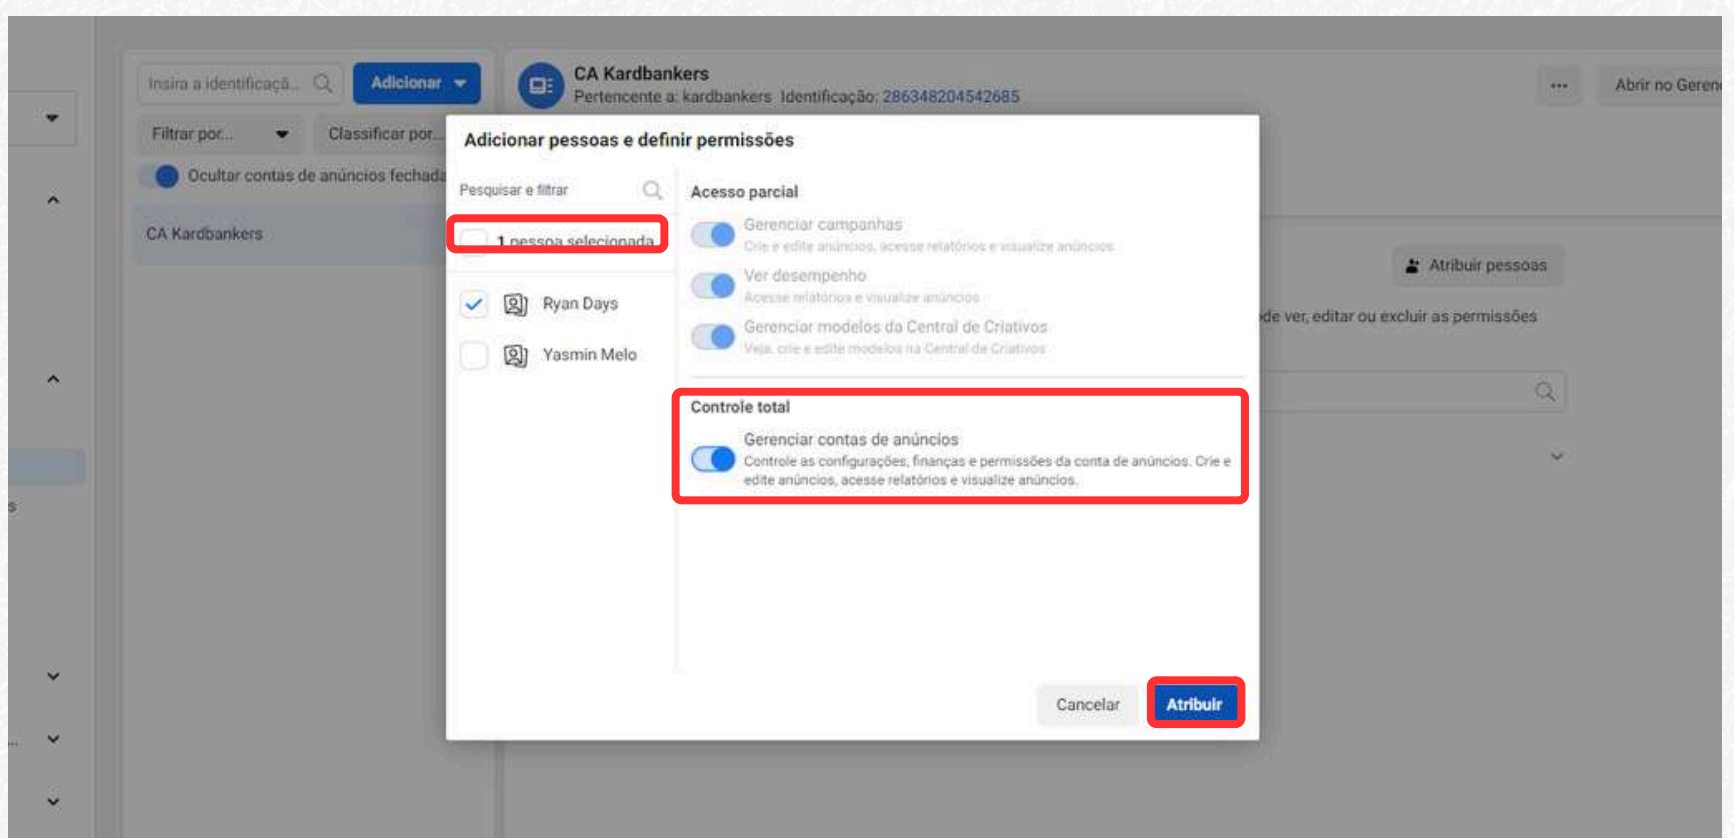 Insira a identificaçã...
Adicionar
Filtrar por...
Classificar por...
Ocultar contas de anúncios fechada
CA Kardbankers
CA Kardbankers
Pertencente a: kardbankers Identificação: 286348204542685
...
Abrir no Geren
Atribuir pessoas
de ver, editar ou excluir as permissões
s
...
Adicionar pessoas e definir permissões
Pesquisar e filtrar
1 pessoa selecionada
Ryan Days
Yasmin Melo
Acesso parcial
Gerenciar campanhas
Crie e edite anúncios, acesse relatórios e visualize anúncios.
Ver desempenho
Acesse relatórios e visualize anúncios
Gerenciar modelos da Central de Criativos
Veja, crie e edite modelos na Central de Criativos
Controle total
Gerenciar contas de anúncios
Controle as configurações, finanças e permissões da conta de anúncios. Crie e
edite anúncios, acesse relatórios e visualize anúncios.
Cancelar
Atribuir